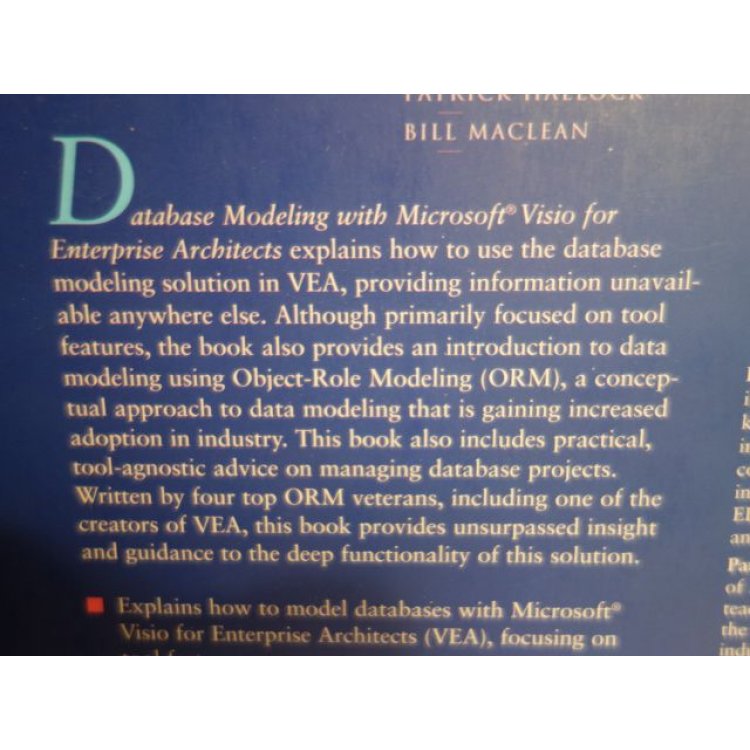 PATRICK HALLOCK
BILL MACLEAN
Database Modeling with Microsoft® Visio for
Enterprise Architects explains how to use the database
modeling solution in VEA, providing information unavail-
able anywhere else. Although primarily focused on tool
features, the book also provides an introduction to data
modeling using Object-Role Modeling (ORM), a concep-
tual approach to data modeling that is gaining increased
adoption in industry. This book also includes practical,
tool-agnostic advice on managing database projects.
Written by four top ORM veterans, including one of the
creators of VEA, this book provides unsurpassed insight
and guidance to the deep functionality of this solution.
■ Explains how to model databases with Microsoft®
Visio for Enterprise Architects (VEA), focusing on
of
the